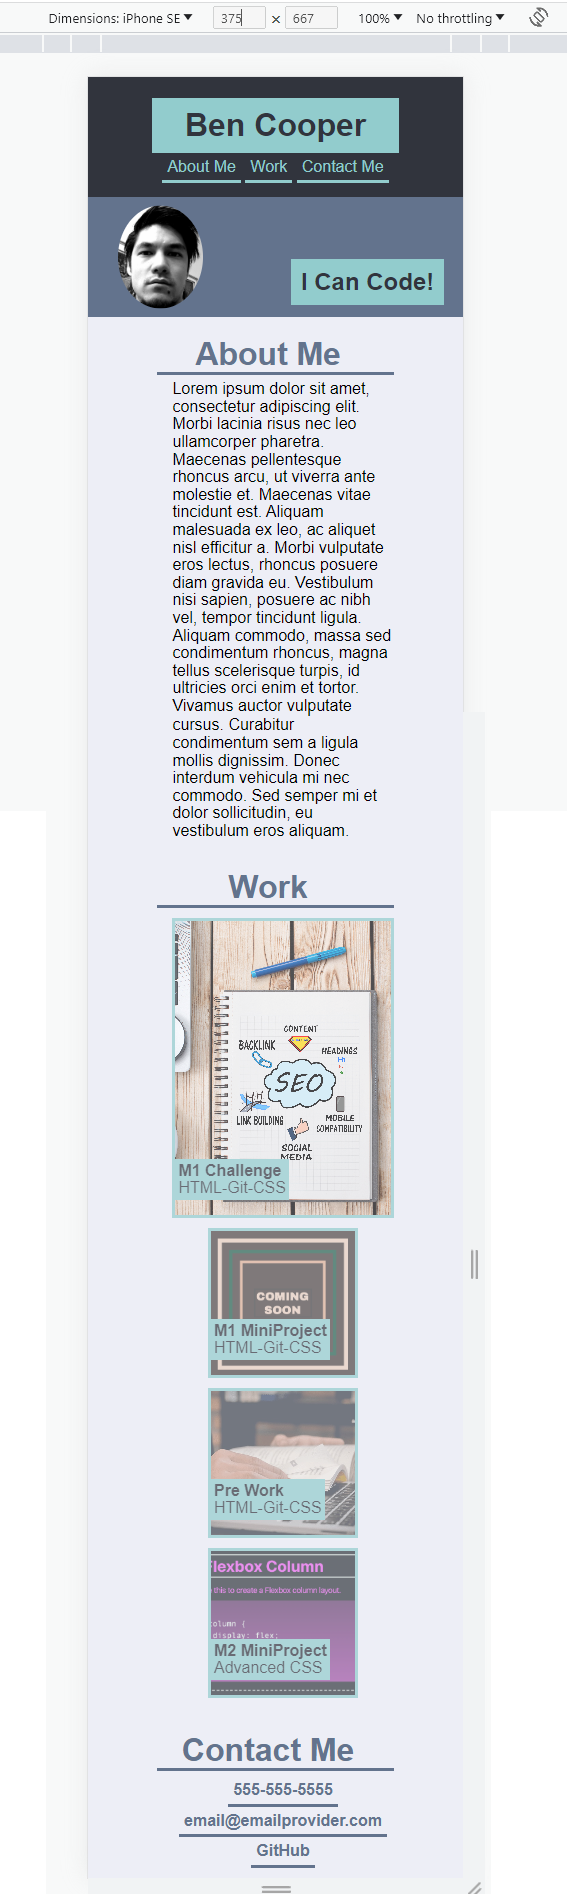 Dimensions: iPhone SE ▼ 375 × 667 100% ▼ No throttling ▼
Ben Cooper
About Me Work Contact Me
I Can Code!
About Me
Lorem ipsum dolor sit amet,
consectetur adipiscing elit.
Morbi lacinia risus nec leo
ullamcorper pharetra.
Maecenas pellentesque
rhoncus arcu, ut viverra ante
molestie et. Maecenas vitae
tincidunt est. Aliquam
malesuada ex leo, ac aliquet
nisl efficitur a. Morbi vulputate
eros lectus, rhoncus posuere
diam gravida eu. Vestibulum
nisi sapien, posuere ac nibh
vel, tempor tincidunt ligula.
Aliquam commodo, massa sed
condimentum rhoncus, magna
tellus scelerisque turpis, id
ultricies orci enim et tortor.
Vivamus auctor vulputate
cursus. Curabitur
condimentum sem a ligula
mollis dignissim. Donec
interdum vehicula mi nec
commodo. Sed semper mi et
dolor sollicitudin, eu
vestibulum eros aliquam.
Work
CONTENT
BACKLINK
HEADINGS
H1
SEO
LINK BUILDING
MOBILE
COMPATIBILITY
SOCIAL
MEDIA
M1 Challenge
HTML-Git-CSS
COMING
SOON
M1 MiniProject
HTML-Git-CSS
Pre Work
HTML-Git-CSS
Flexbox Column
this to create a Flexbox column layout.
column {
display: flex;
M2 MiniProject
Advanced CSS
Contact Me
555-555-5555
email@emailprovider.com
GitHub